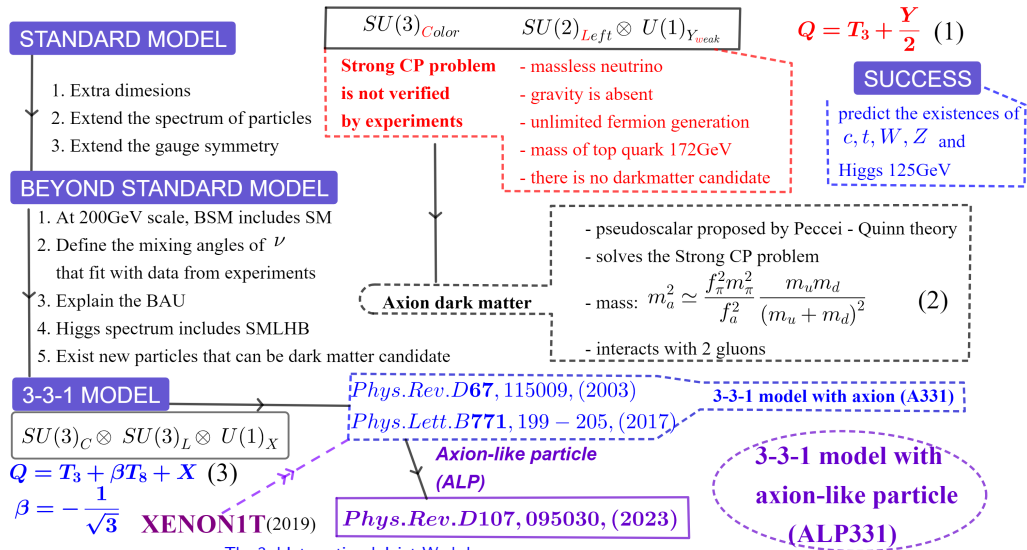 STANDARD MODEL
1. Extra dimesions
2. Extend the spectrum of particles
3. Extend the gauge symmetry
SU(3)_{Color} SU(2)_{Left} ⊗ U(1)_{Y_{weak}}
Strong CP problem
is not verified
by experiments
- massless neutrino
- gravity is absent
- unlimited fermion generation
- mass of top quark 172GeV
- there is no darkmatter candidate
Q = T_3 + \frac{Y}{2} (1)
SUCCESS
predict the existences of
c, t, W, Z and
Higgs 125GeV
BEYOND STANDARD MODEL
1. At 200GeV scale, BSM includes SM
2. Define the mixing angles of ν
that fit with data from experiments
3. Explain the BAU
4. Higgs spectrum includes SMLHB
5. Exist new particles that can be dark matter candidate
Axion dark matter
- pseudoscalar proposed by Peccei - Quinn theory
- solves the Strong CP problem
- mass: m_a^2 ≃ \frac{f_π^2 m_π^2}{f_a^2} \frac{m_u m_d}{(m_u + m_d)^2} (2)
- interacts with 2 gluons
3-3-1 MODEL
SU(3)_C ⊗ SU(3)_L ⊗ U(1)_X
Q = T_3 + βT_8 + X (3)
β = − \frac{1}{\sqrt{3}}
Phys.Rev.D67, 115009, (2003)
Phys.Lett.B771, 199 − 205, (2017)
3-3-1 model with axion (A331)
Axion-like particle
(ALP)
XENON1T(2019)
Phys.Rev.D107, 095030, (2023)
3-3-1 model with
axion-like particle
(ALP331)